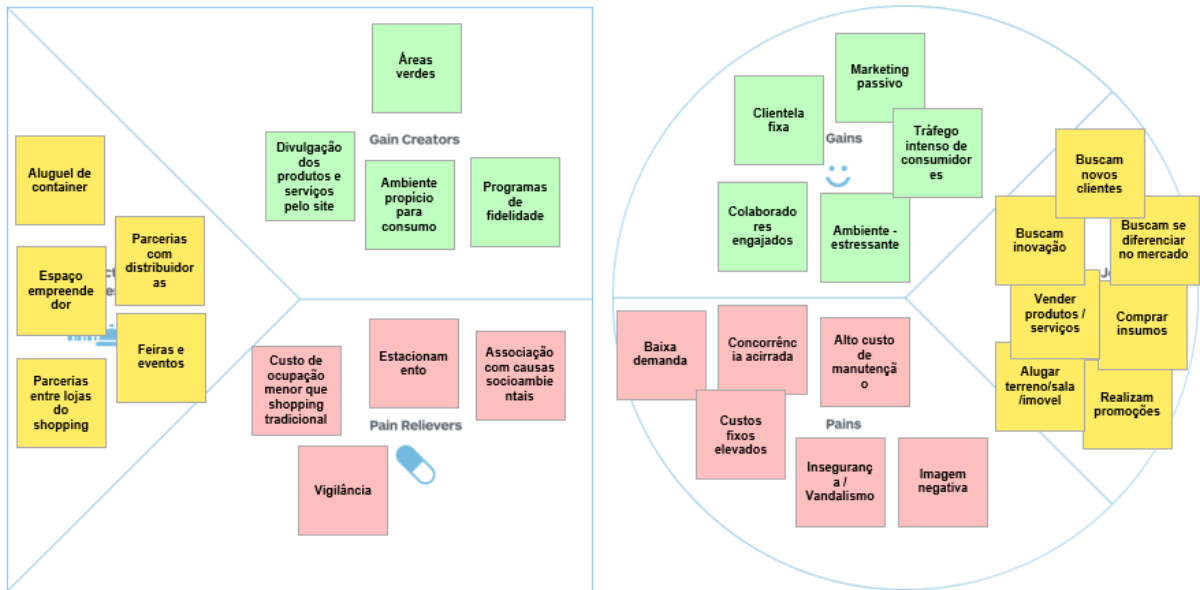 Áreas
verdes
Gain Creators
Divulgação
dos
produtos e
serviços
pelo site
Ambiente
propício
para
consumo
Programas
de
fidelidade
Aluguel de
container
Parcerias
com
distribuidor
as
Espaço
empreende
dor
Feiras e
eventos
Parcerias
entre lojas
do
shopping
Custo de
ocupação
menor que
shopping
tradicional
Estacionam
ento
Associação
com causas
socioambie
ntais
Pain Relievers
Vigilância
Marketing
passivo
Clientela
fixa
Gains
Tráfego
intenso de
consumidor
es
Colaborado
res
engajados
Ambiente -
estressante
Buscam
novos
clientes
Buscam
inovação
Buscam se
diferenciar
no mercado
Vender
produtos /
serviços
Comprar
insumos
Alugar
terreno/sala
/imovel
Realizam
promoções
Baixa
demanda
Concorrênc
ia acirrada
Alto custo
de
manutençã
o
Custos
fixos
elevados
Pains
Inseguranç
a /
Vandalismo
Imagem
negativa